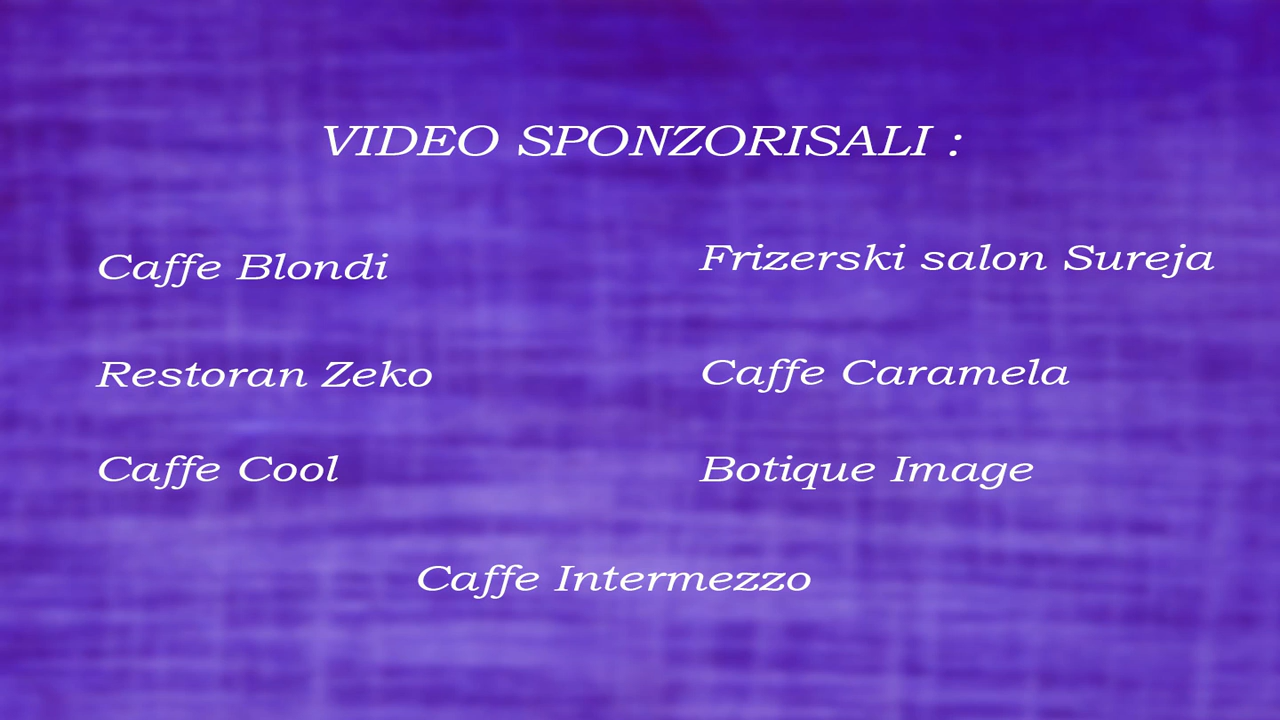 VIDEO SPONZORISALI :
Caffe Blondi
Frizerski salon Sureja
Restoran Zeko
Caffe Caramela
Caffe Cool
Botique Image
Caffe Intermezzo